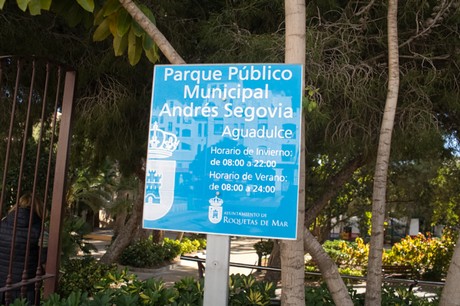 Parque Público
Municipal
Andrés Segovia
Aguadulce
Horario de Invierno:
de 08:00 a 22:00
Horario de Verano:
de 08:00 a 24:00
AYUNTAMIENTO DE
ROQUETAS DE MAR